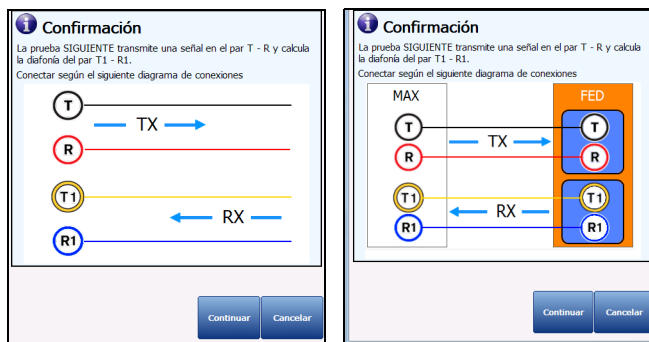 Confirmación
La prueba SIGUIENTE transmite una señal en el par T - R y calcula
la diafonía del par T1 - R1.
Conectar según el siguiente diagrama de conexiones
T
TX
R
T1
RX
R1
Continuar Cancelar
Confirmación
La prueba SIGUIENTE transmite una señal en el par T - R y calcula
la diafonía del par T1 - R1.
Conectar según el siguiente diagrama de conexiones
MAX FED
T T
TX
R R
T1 T1
RX
R1 R1
Continuar Cancelar